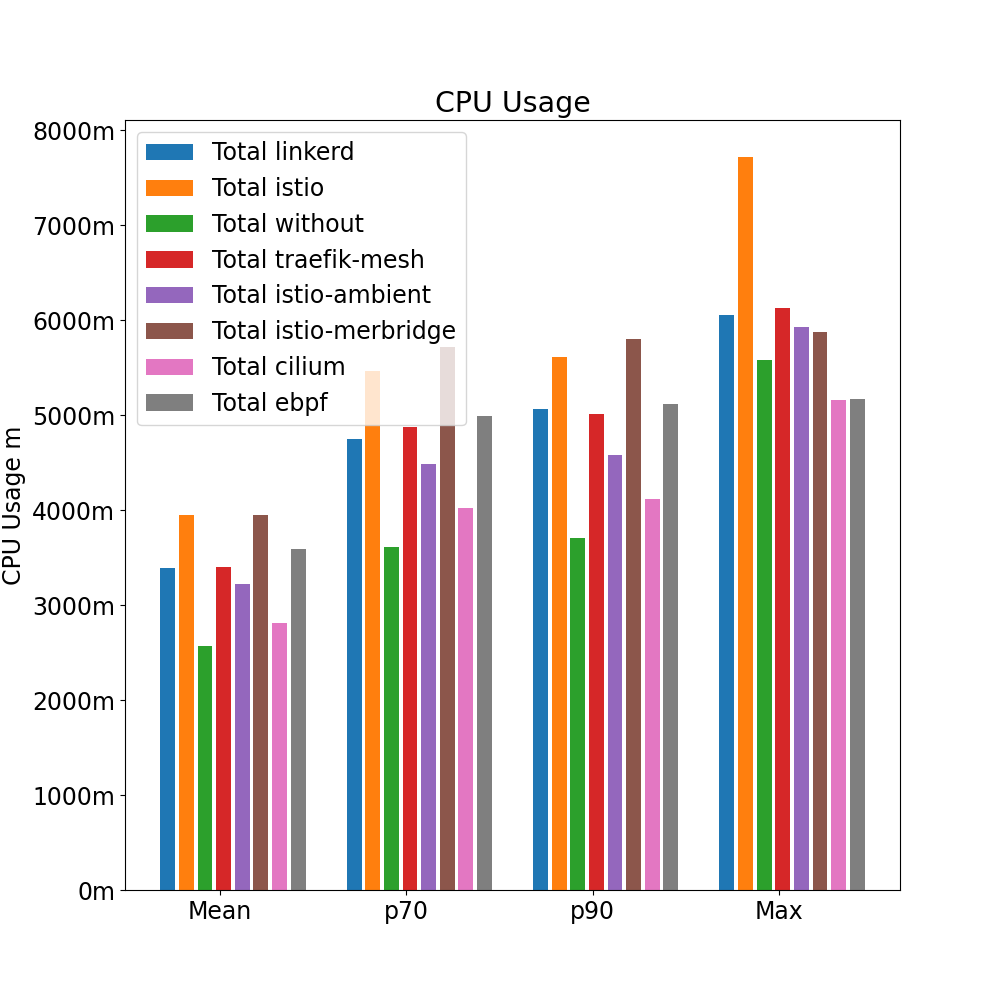 CPU Usage
8000m
7000m
6000m
5000m
4000m
3000m
2000m
1000m
0m
CPU Usage m
Total linkerd
Total istio
Total without
Total traefik-mesh
Total istio-ambient
Total istio-merbridge
Total cilium
Total ebpf
Mean
p70
p90
Max